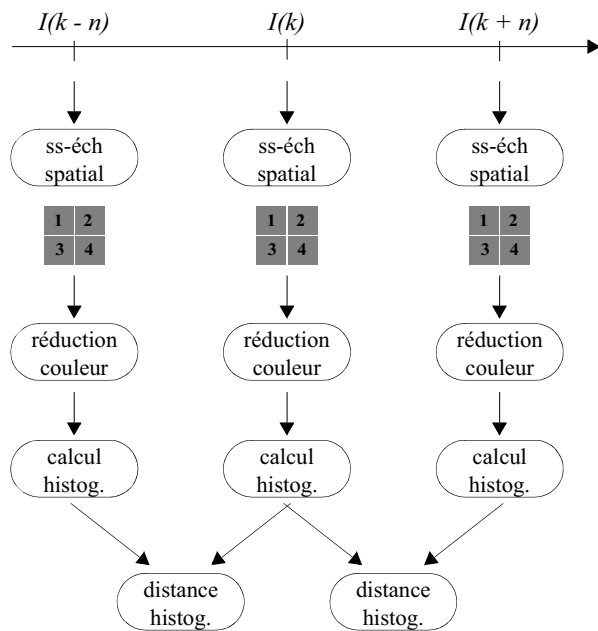 I(k - n) I(k) I(k + n)
ss-éch ss-éch ss-éch
spatial spatial spatial
1 2 1 2 1 2
3 4 3 4 3 4
réduction réduction réduction
couleur couleur couleur
calcul calcul calcul
histog. histog. histog.
distance distance
histog. histog.